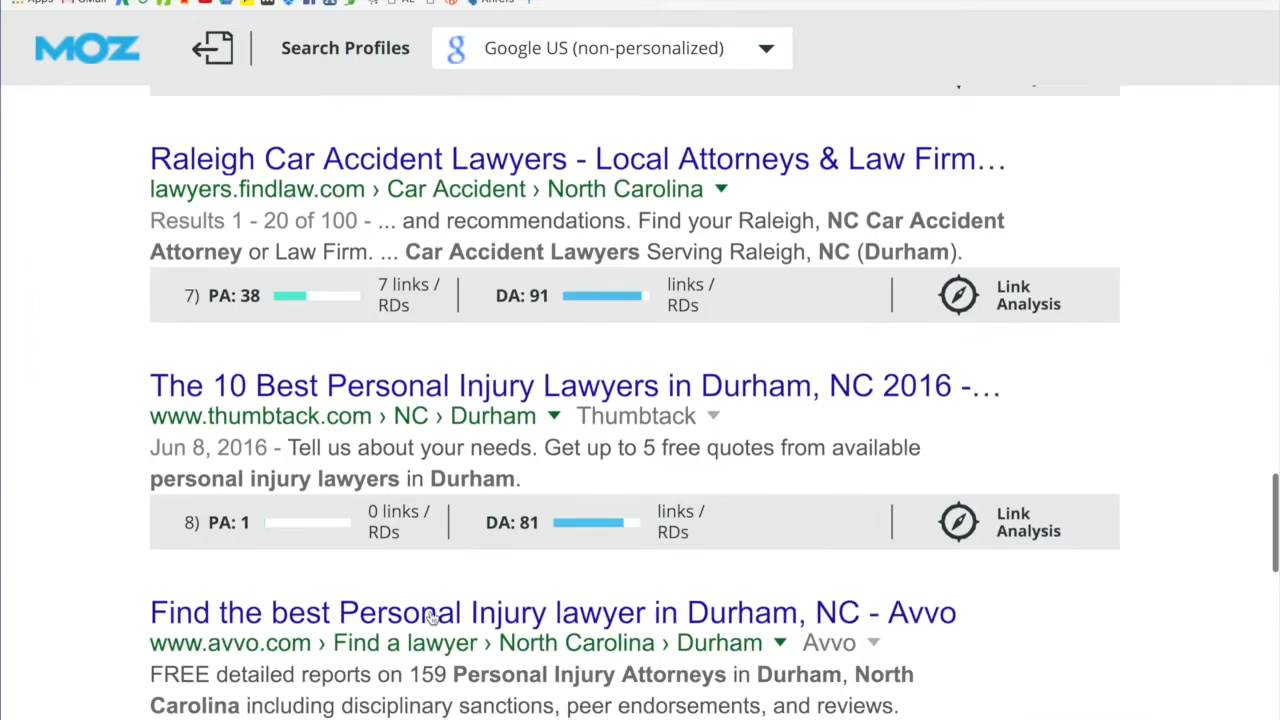 Apps Gmail AL Ahrefs
MOZ
Search Profiles
Google US (non-personalized)
Raleigh Car Accident Lawyers - Local Attorneys & Law Firm…
lawyers.findlaw.com › Car Accident › North Carolina
Results 1 - 20 of 100 - ... and recommendations. Find your Raleigh, NC Car Accident
Attorney or Law Firm. ... Car Accident Lawyers Serving Raleigh, NC (Durham).
7) PA: 38
7 links /
RDs
DA: 91
links /
RDs
Link
Analysis
The 10 Best Personal Injury Lawyers in Durham, NC 2016 -…
www.thumbtack.com › NC › Durham Thumbtack
Jun 8, 2016 - Tell us about your needs. Get up to 5 free quotes from available
personal injury lawyers in Durham.
8) PA: 1
0 links /
RDs
DA: 81
links /
RDs
Link
Analysis
Find the best Personal Injury lawyer in Durham, NC - Avvo
www.avvo.com › Find a lawyer › North Carolina › Durham Avvo
FREE detailed reports on 159 Personal Injury Attorneys in Durham, North
Carolina including disciplinary sanctions, peer endorsements, and reviews.